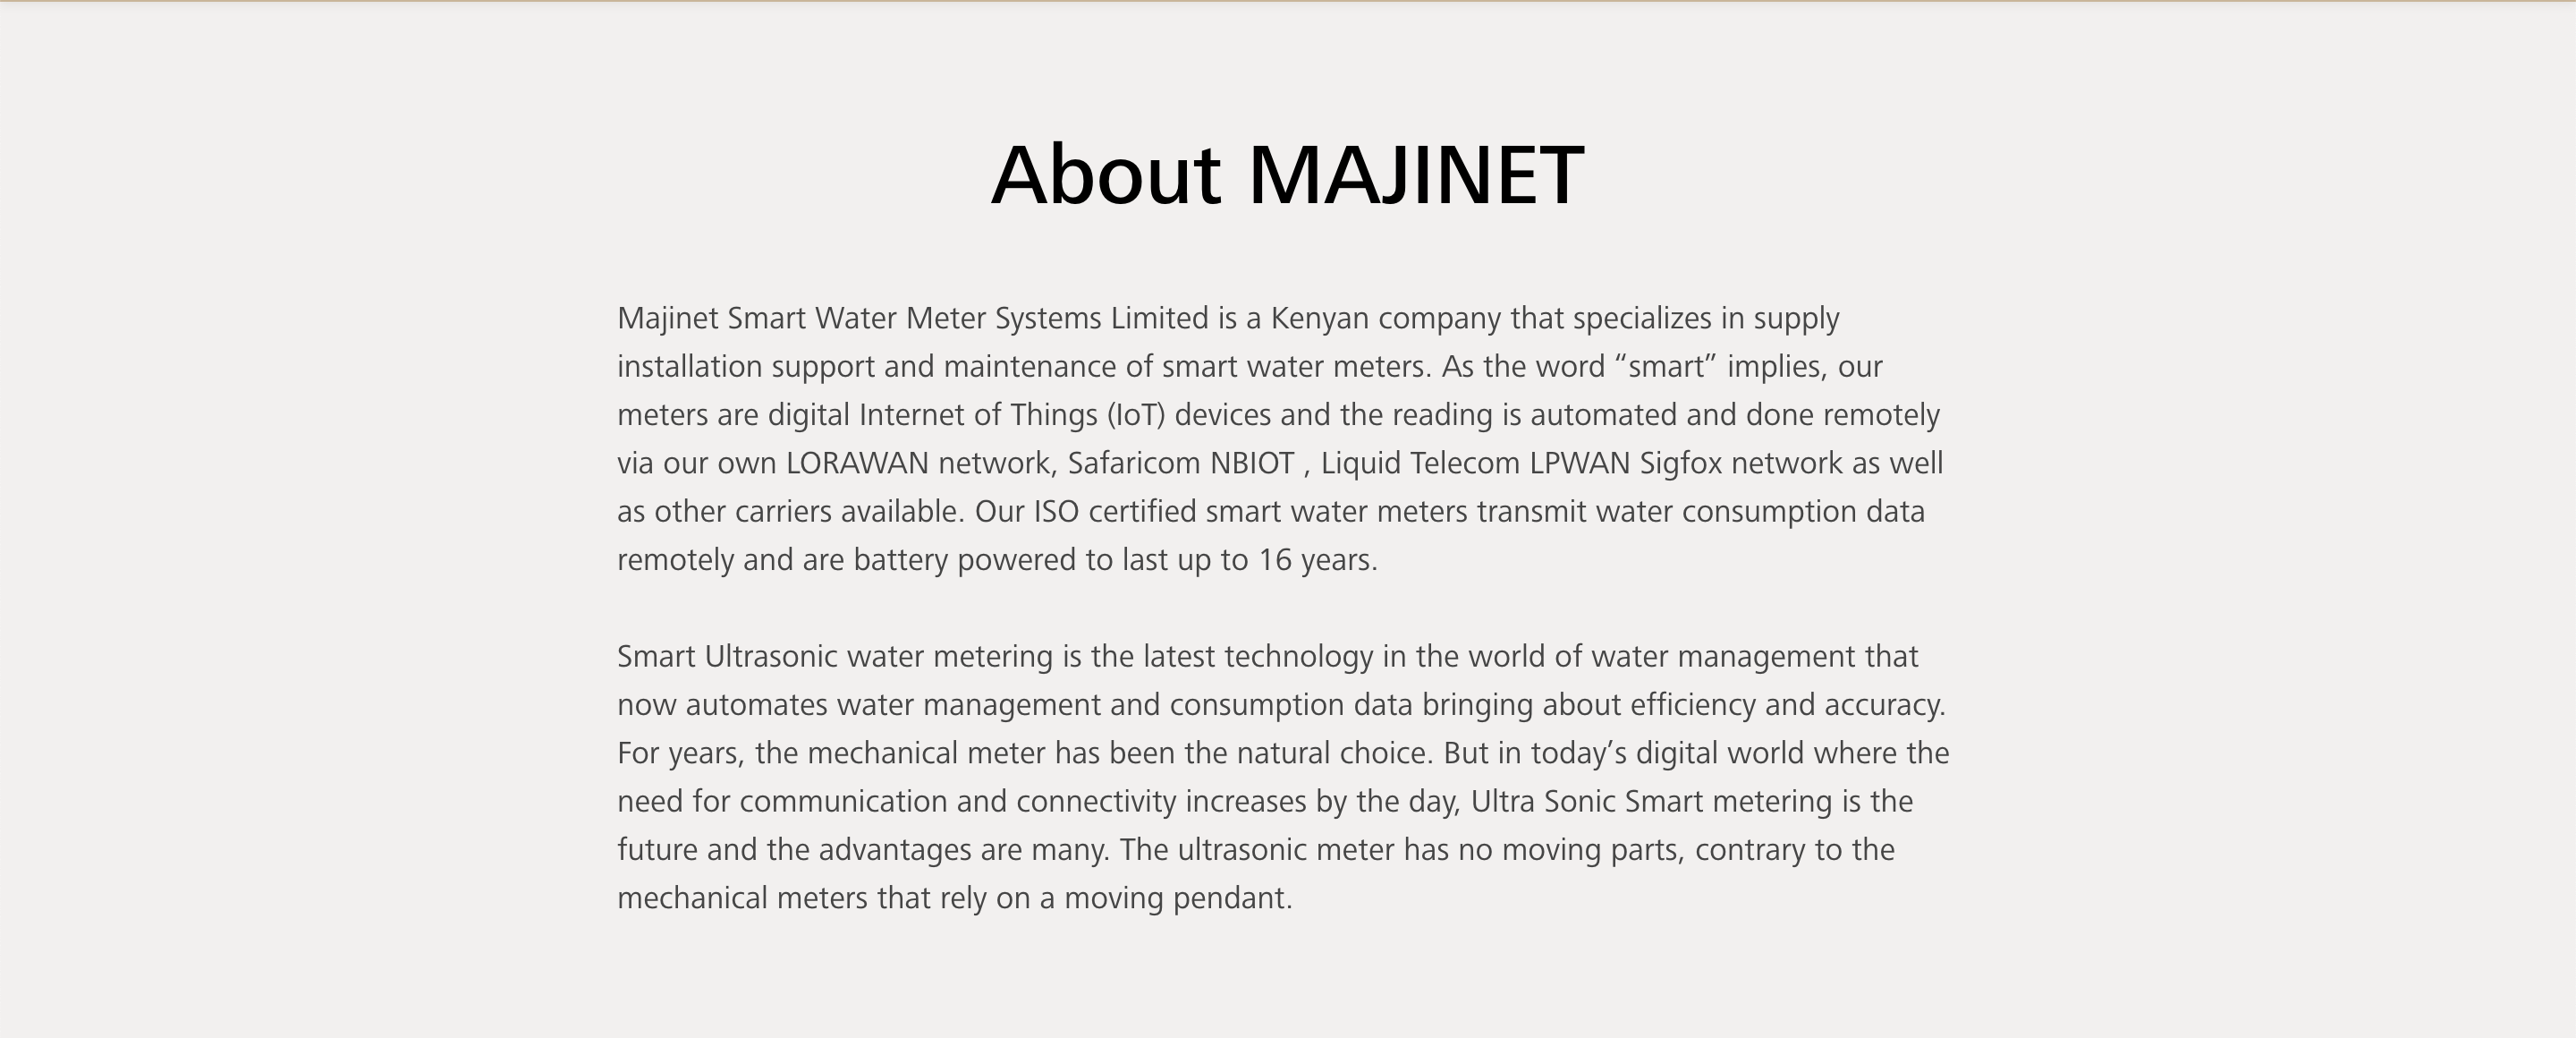 About MAJINET
Majinet Smart Water Meter Systems Limited is a Kenyan company that specializes in supply
installation support and maintenance of smart water meters. As the word “smart” implies, our
meters are digital Internet of Things (IoT) devices and the reading is automated and done remotely
via our own LORAWAN network, Safaricom NBIOT , Liquid Telecom LPWAN Sigfox network as well
as other carriers available. Our ISO certified smart water meters transmit water consumption data
remotely and are battery powered to last up to 16 years.
Smart Ultrasonic water metering is the latest technology in the world of water management that
now automates water management and consumption data bringing about efficiency and accuracy.
For years, the mechanical meter has been the natural choice. But in today’s digital world where the
need for communication and connectivity increases by the day, Ultra Sonic Smart metering is the
future and the advantages are many. The ultrasonic meter has no moving parts, contrary to the
mechanical meters that rely on a moving pendant.